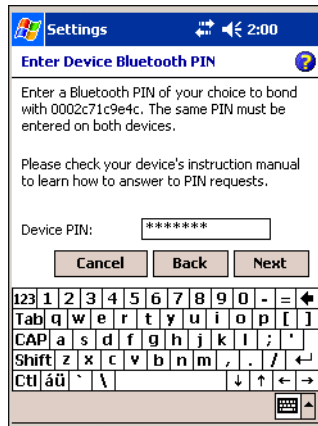 Settings 2:00
Enter Device Bluetooth PIN ?
Enter a Bluetooth PIN of your choice to bond
with 0002c71c9e4c. The same PIN must be
entered on both devices.
Please check your device's instruction manual
to learn how to answer to PIN requests.
Device PIN: *******
Cancel Back Next
123 1 2 3 4 5 6 7 8 9 0 - =
Tab q w e r t y u i o p [ ]
CAP a s d f g h j k l ; '
Shift z x c v b n m , . /
Ctl áü ` \